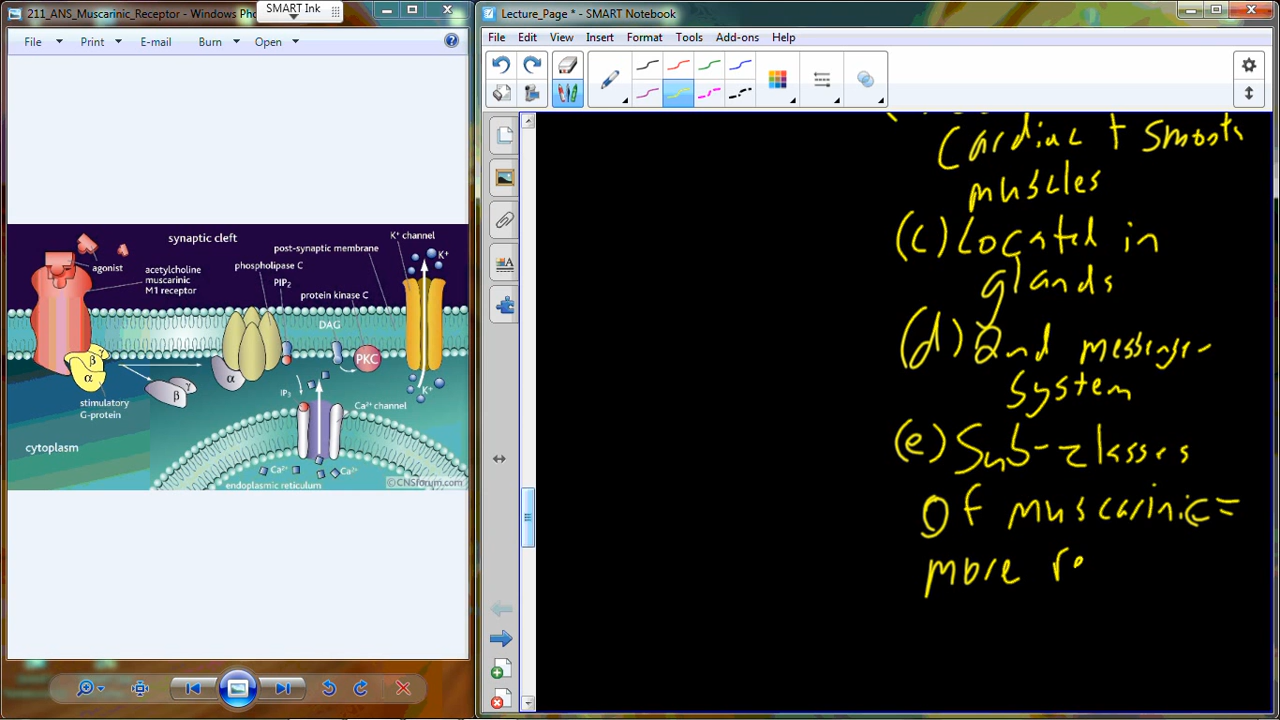 211_ANS_Muscarinic_Receptor - Windows Pho
SMART Ink
File Print E-mail Burn Open
synaptic cleft
K⁺ channel
post-synaptic membrane
K⁺
agonist
acetylcholine
muscarinic
M1 receptor
phospholipase C
PIP₂
protein kinase C
DAG
PKC
β γ
α
α
β γ
stimulatory
G-protein
IP₃
K⁺
Ca²⁺ channel
cytoplasm
Ca²⁺ Ca²⁺
endoplasmic reticulum
©CNSforum.com
Lecture_Page * - SMART Notebook
File Edit View Insert Format Tools Add-ons Help
Cardiac + Smooth
muscles
(c) Located in
glands
(d) 2nd messenger
system
(e) Sub-classes
Of muscarinic =
more